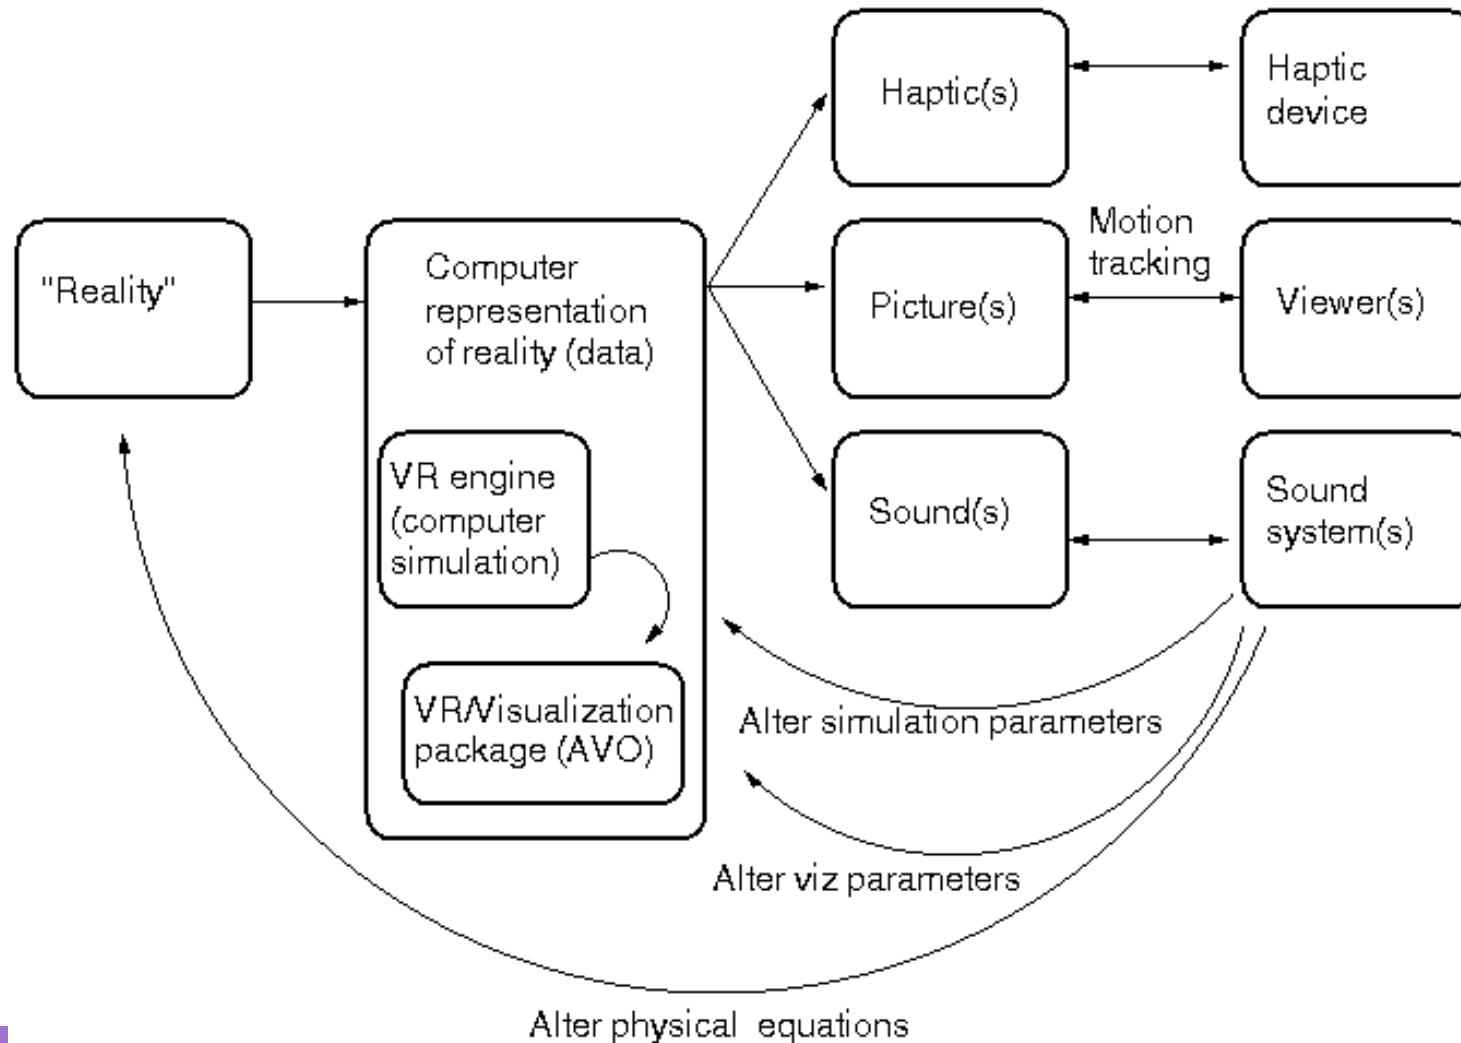 Haptic(s)
Haptic
device
"Reality"
Computer
representation
of reality (data)
Picture(s)
Motion
tracking
Viewer(s)
VR engine
(computer
simulation)
Sound(s)
Sound
system(s)
VR/Visualization
package (AVO)
Alter simulation parameters
Alter viz parameters
Alter physical equations